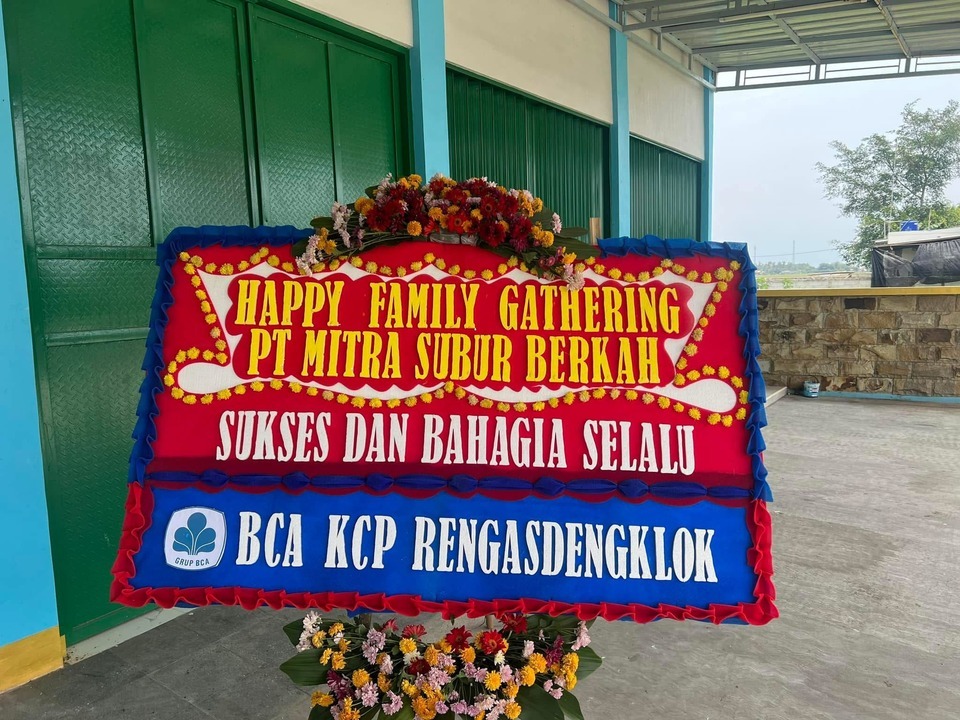 HAPPY FAMILY GATHERING
PT MITRA SUBUR BERKAH
SUKSES DAN BAHAGIA SELALU
GRUP BCA
BCA KCP RENGASDENGKLOK